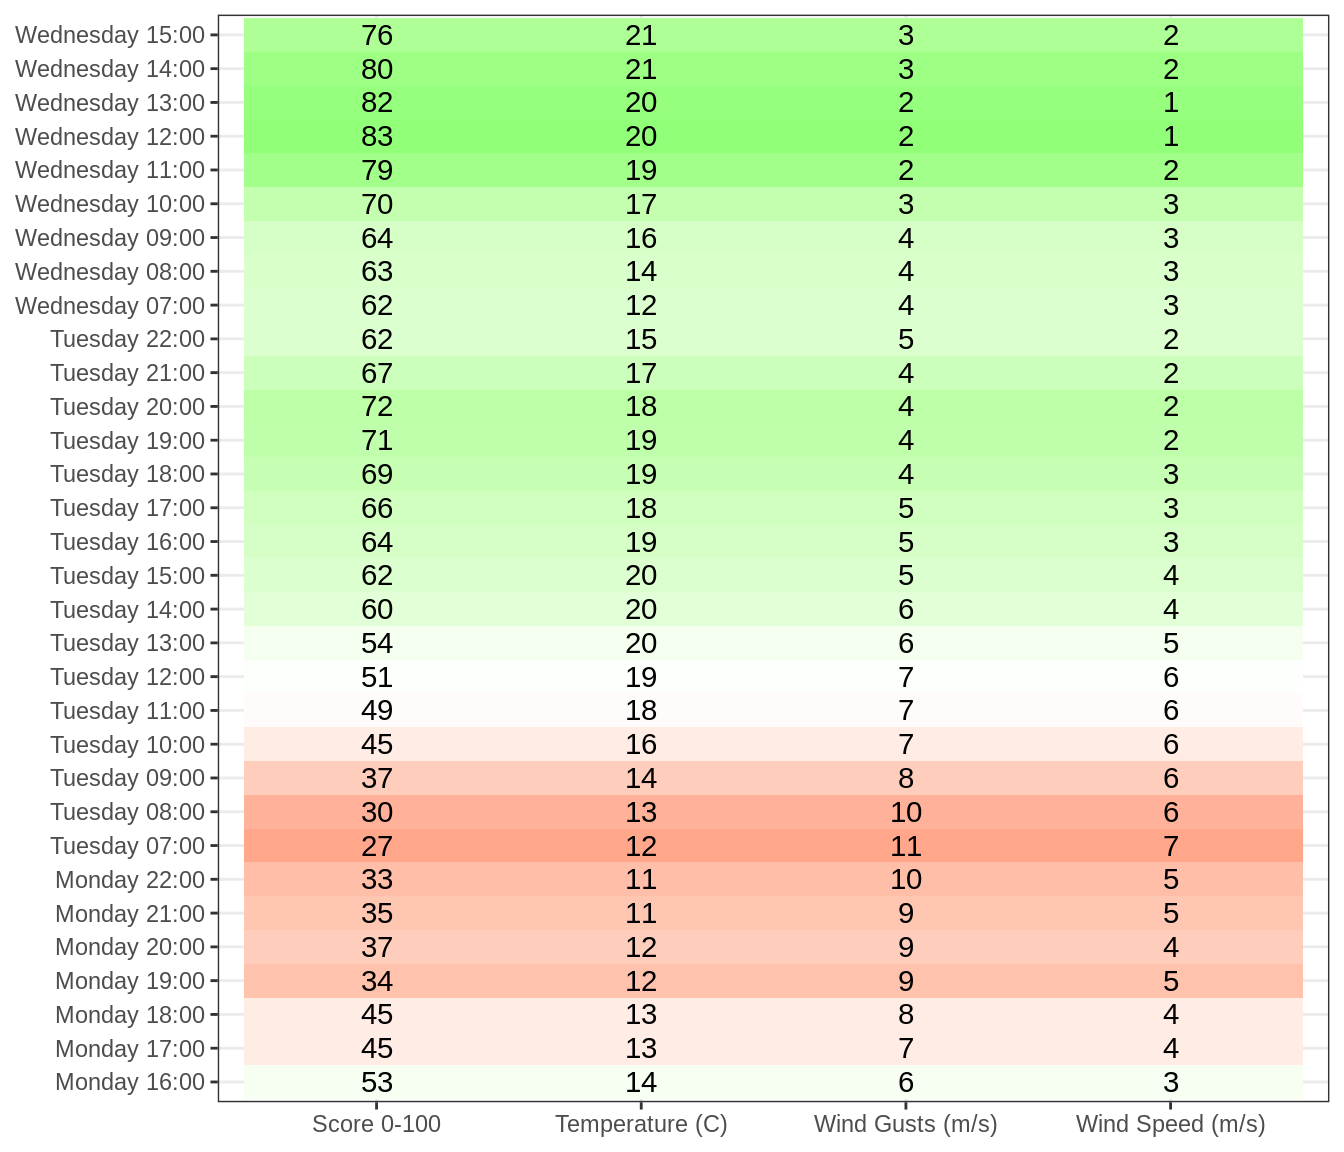 Wednesday 15:00 76 21 3 2
Wednesday 14:00 80 21 3 2
Wednesday 13:00 82 20 2 1
Wednesday 12:00 83 20 2 1
Wednesday 11:00 79 19 2 2
Wednesday 10:00 70 17 3 3
Wednesday 09:00 64 16 4 3
Wednesday 08:00 63 14 4 3
Wednesday 07:00 62 12 4 3
Tuesday 22:00 62 15 5 2
Tuesday 21:00 67 17 4 2
Tuesday 20:00 72 18 4 2
Tuesday 19:00 71 19 4 2
Tuesday 18:00 69 19 4 3
Tuesday 17:00 66 18 5 3
Tuesday 16:00 64 19 5 3
Tuesday 15:00 62 20 5 4
Tuesday 14:00 60 20 6 4
Tuesday 13:00 54 20 6 5
Tuesday 12:00 51 19 7 6
Tuesday 11:00 49 18 7 6
Tuesday 10:00 45 16 7 6
Tuesday 09:00 37 14 8 6
Tuesday 08:00 30 13 10 6
Tuesday 07:00 27 12 11 7
Monday 22:00 33 11 10 5
Monday 21:00 35 11 9 5
Monday 20:00 37 12 9 4
Monday 19:00 34 12 9 5
Monday 18:00 45 13 8 4
Monday 17:00 45 13 7 4
Monday 16:00 53 14 6 3
Score 0-100 Temperature (C) Wind Gusts (m/s) Wind Speed (m/s)